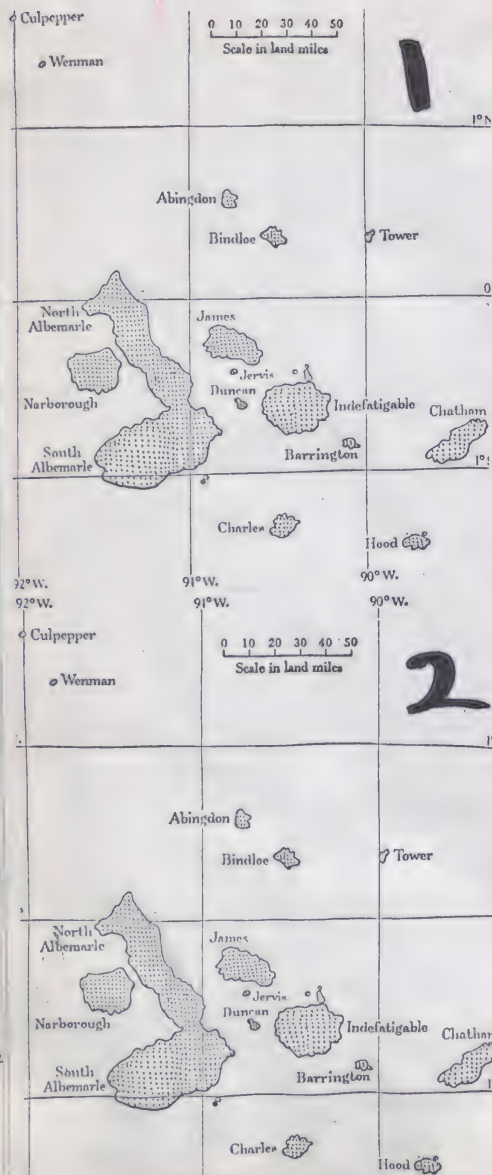 Culpepper
0 10 20 30 40 50
Scale in land miles
Wenman
1
1° N
Abingdon
Bindloe
Tower
0
North
Albemarle
James
Jervis
Duncan
Narborough
Indefatigable
Chatham
South
Albemarle
Barrington
1° S
Charles
Hood
92° W.
91° W.
90° W.
92° W.
91° W.
90° W.
Culpepper
0 10 20 30 40 50
Scale in land miles
Wenman
2
1°
Abingdon
Bindloe
Tower
North
Albemarle
James
Jervis
Duncan
Narborough
Indefatigable
Chatham
South
Albemarle
Barrington
1
Charles
Hood